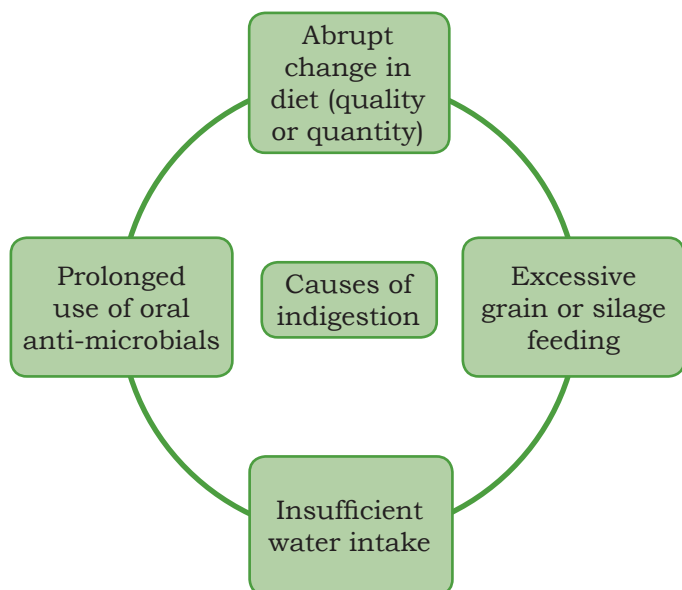 Abrupt
change in
diet (quality
or quantity)
Prolonged
use of oral
anti-microbials
Causes of
indigestion
Excessive
grain or silage
feeding
Insufficient
water intake